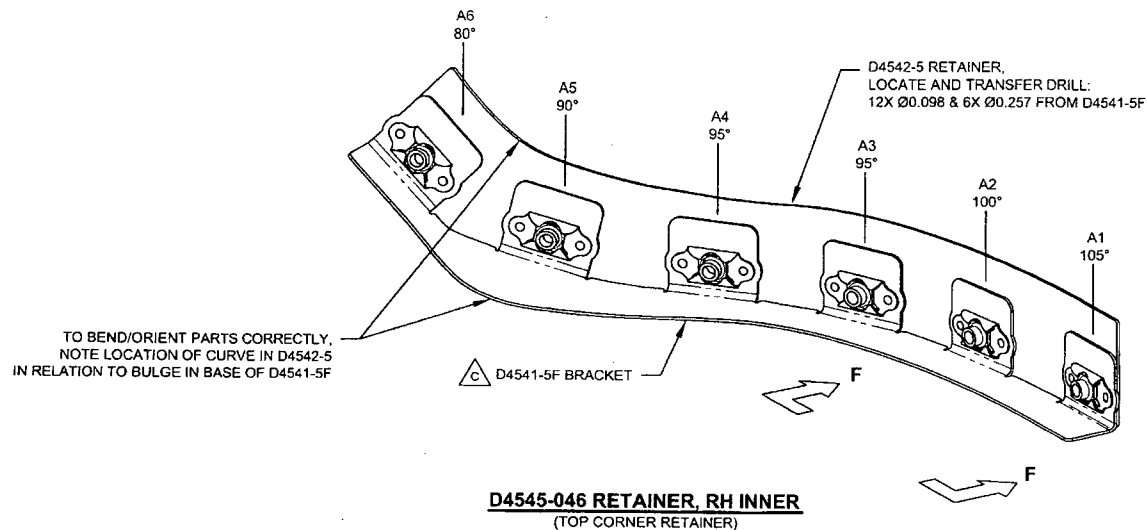 A6
80°
A5
90°
A4
95°
A3
95°
A2
100°
A1
105°
D4542-5 RETAINER,
LOCATE AND TRANSFER DRILL:
12X Ø0.098 & 6X Ø0.257 FROM D4541-5F
TO BEND/ORIENT PARTS CORRECTLY,
NOTE LOCATION OF CURVE IN D4542-5
IN RELATION TO BULGE IN BASE OF D4541-5F
C D4541-5F BRACKET
F
F
D4545-046 RETAINER, RH INNER
(TOP CORNER RETAINER)